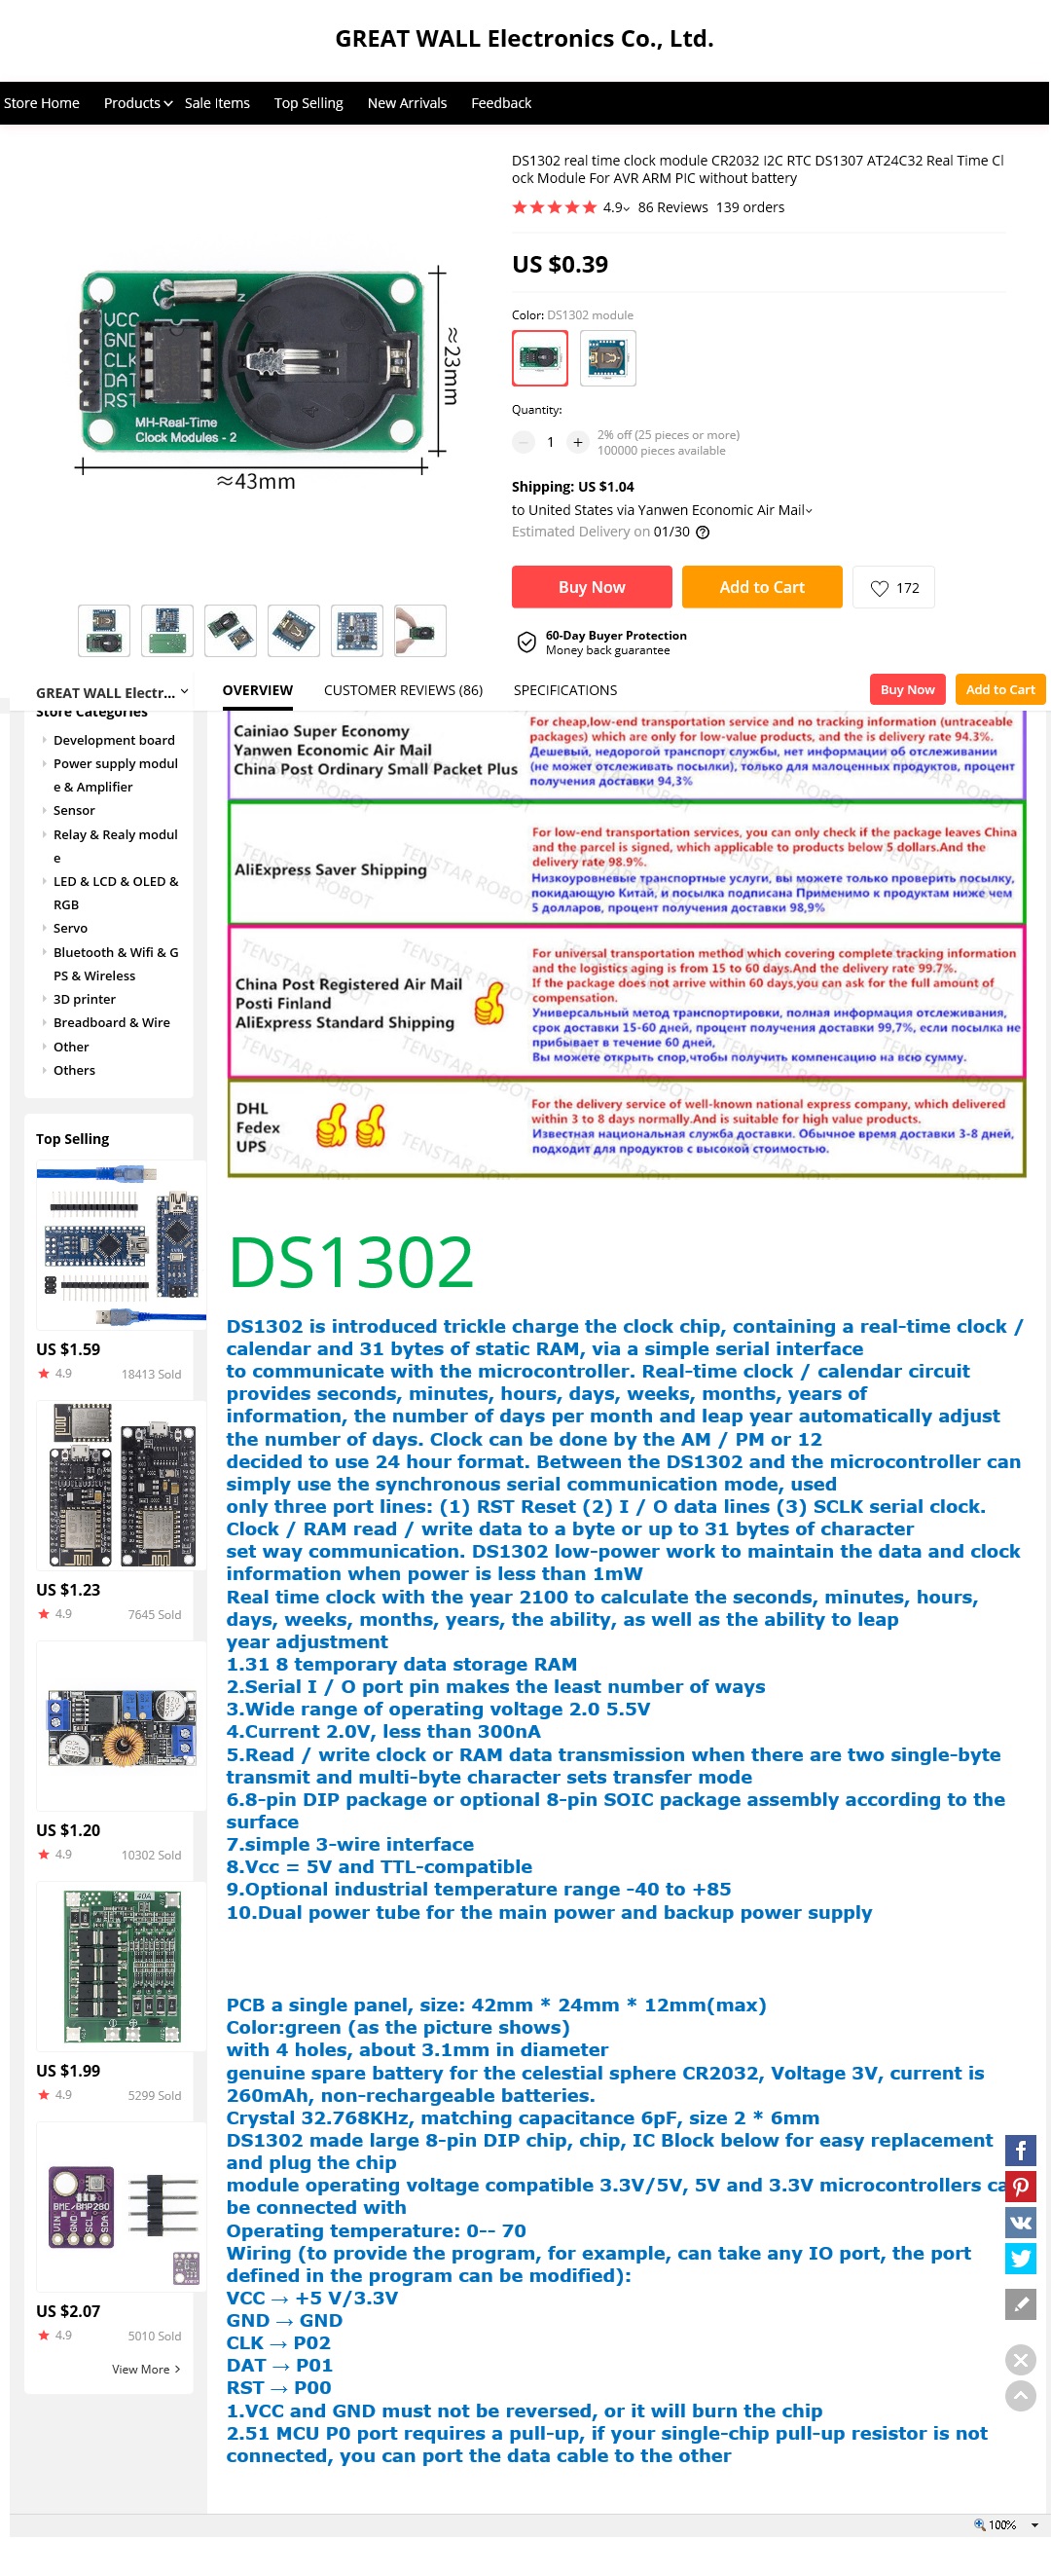 GREAT WALL Electronics Co., Ltd.
Store Home Products Sale Items Top Selling New Arrivals Feedback
DS1302 real time clock module CR2032 I2C RTC DS1307 AT24C32 Real Time Cl
ock Module For AVR ARM PIC without battery
4.9 86 Reviews 139 orders
US $0.39
Color: DS1302 module
Quantity:
1
2% off (25 pieces or more)
100000 pieces available
Shipping: US $1.04
to United States via Yanwen Economic Air Mail
Estimated Delivery on 01/30
Buy Now Add to Cart 172
60-Day Buyer Protection
Money back guarantee
VCC
GND
CLK
DAT
RST
MH-Real-Time
Clock Modules - 2
≈23mm
≈43mm
GREAT WALL Electr... OVERVIEW CUSTOMER REVIEWS (86) SPECIFICATIONS Buy Now Add to Cart
Store Categories
Development board
Power supply modul
e & Amplifier
Sensor
Relay & Realy modul
e
LED & LCD & OLED &
RGB
Servo
Bluetooth & Wifi & G
PS & Wireless
3D printer
Breadboard & Wire
Other
Others
Top Selling
US $1.59
4.9 18413 Sold
US $1.23
4.9 7645 Sold
US $1.20
4.9 10302 Sold
40A
US $1.99
4.9 5299 Sold
BME/BMP280
VIN
GND
SCL
SDA
US $2.07
4.9 5010 Sold
View More
Cainiao Super Economy
Yanwen Economic Air Mail
China Post Ordinary Small Packet Plus
For cheap,low-end transportation service and no tracking information (untraceable
packages) which are only for low-value products, and the is delivery rate 94.3%.
Дешевый, недорогой транспорт службы, нет информации об отслеживании
(не может отслеживать посылки), только для малоценных продуктов, процент
получения доставки 94,3%
AliExpress Saver Shipping
For low-end transportation services, you can only check if the package leaves China
and the parcel is signed, which applicable to products below 5 dollars.And the
delivery rate 98.9%.
Низкоуровневые транспортные услуги, вы можете только проверить посылку,
покидающую Китай, и посылка подписана Применимо к продуктам ниже чем
5 долларов, процент получения доставки 98,9%
China Post Registered Air Mail
Posti Finland
AliExpress Standard Shipping
For universal transportation method which covering complete tracking information
and the logistics aging is from 15 to 60 days.And the delivery rate 99.7%.
If the package does not arrive within 60 days,you can ask for the full amount of
compensation.
Универсальный метод транспортировки, полная информация отслеживания,
срок доставки 15-60 дней, процент получения доставки 99,7%, если посылка не
прибывает в течение 60 дней,
Вы можете открыть спор,чтобы получить компенсацию на всю сумму.
DHL
Fedex
UPS
For the delivery service of well-known national express company, which delivered
within 3 to 8 days normally.And is suitable for high value products.
Известная национальная служба доставки. Обычное время доставки 3-8 дней,
подходит для продуктов с высокой стоимостью.
TENSTAR ROBOT
DS1302
DS1302 is introduced trickle charge the clock chip, containing a real-time clock /
calendar and 31 bytes of static RAM, via a simple serial interface
to communicate with the microcontroller. Real-time clock / calendar circuit
provides seconds, minutes, hours, days, weeks, months, years of
information, the number of days per month and leap year automatically adjust
the number of days. Clock can be done by the AM / PM or 12
decided to use 24 hour format. Between the DS1302 and the microcontroller can
simply use the synchronous serial communication mode, used
only three port lines: (1) RST Reset (2) I / O data lines (3) SCLK serial clock.
Clock / RAM read / write data to a byte or up to 31 bytes of character
set way communication. DS1302 low-power work to maintain the data and clock
information when power is less than 1mW
Real time clock with the year 2100 to calculate the seconds, minutes, hours,
days, weeks, months, years, the ability, as well as the ability to leap
year adjustment
1.31 8 temporary data storage RAM
2.Serial I / O port pin makes the least number of ways
3.Wide range of operating voltage 2.0 5.5V
4.Current 2.0V, less than 300nA
5.Read / write clock or RAM data transmission when there are two single-byte
transmit and multi-byte character sets transfer mode
6.8-pin DIP package or optional 8-pin SOIC package assembly according to the
surface
7.simple 3-wire interface
8.Vcc = 5V and TTL-compatible
9.Optional industrial temperature range -40 to +85
10.Dual power tube for the main power and backup power supply
PCB a single panel, size: 42mm * 24mm * 12mm(max)
Color:green (as the picture shows)
with 4 holes, about 3.1mm in diameter
genuine spare battery for the celestial sphere CR2032, Voltage 3V, current is
260mAh, non-rechargeable batteries.
Crystal 32.768KHz, matching capacitance 6pF, size 2 * 6mm
DS1302 made large 8-pin DIP chip, chip, IC Block below for easy replacement
and plug the chip
module operating voltage compatible 3.3V/5V, 5V and 3.3V microcontrollers ca
be connected with
Operating temperature: 0-- 70
Wiring (to provide the program, for example, can take any IO port, the port
defined in the program can be modified):
VCC → +5 V/3.3V
GND → GND
CLK → P02
DAT → P01
RST → P00
1.VCC and GND must not be reversed, or it will burn the chip
2.51 MCU P0 port requires a pull-up, if your single-chip pull-up resistor is not
connected, you can port the data cable to the other
100%